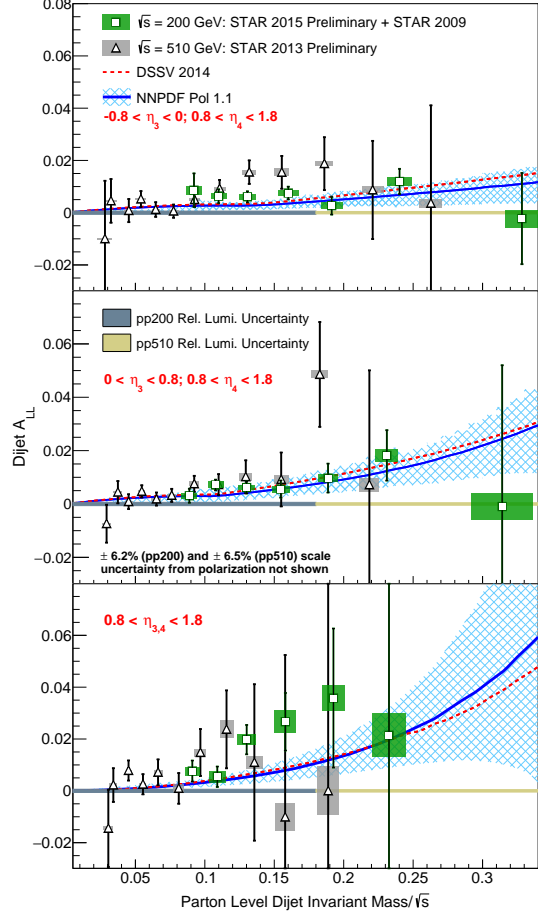 0.08
√s = 200 GeV: STAR 2015 Preliminary + STAR 2009
√s = 510 GeV: STAR 2013 Preliminary
0.06
DSSV 2014
NNPDF Pol 1.1
0.04
-0.8 < η3 < 0; 0.8 < η4 < 1.8
0.02
0
−0.02
pp200 Rel. Lumi. Uncertainty
pp510 Rel. Lumi. Uncertainty
0.06
0 < η3 < 0.8; 0.8 < η4 < 1.8
0.04
Dijet ALL
0.02
0
−0.02
± 6.2% (pp200) and ± 6.5% (pp510) scale
uncertainty from polarization not shown
0.8 < η3,4 < 1.8
0.06
0.04
0.02
0
−0.02
0.05 0.1 0.15 0.2 0.25 0.3
Parton Level Dijet Invariant Mass/√s